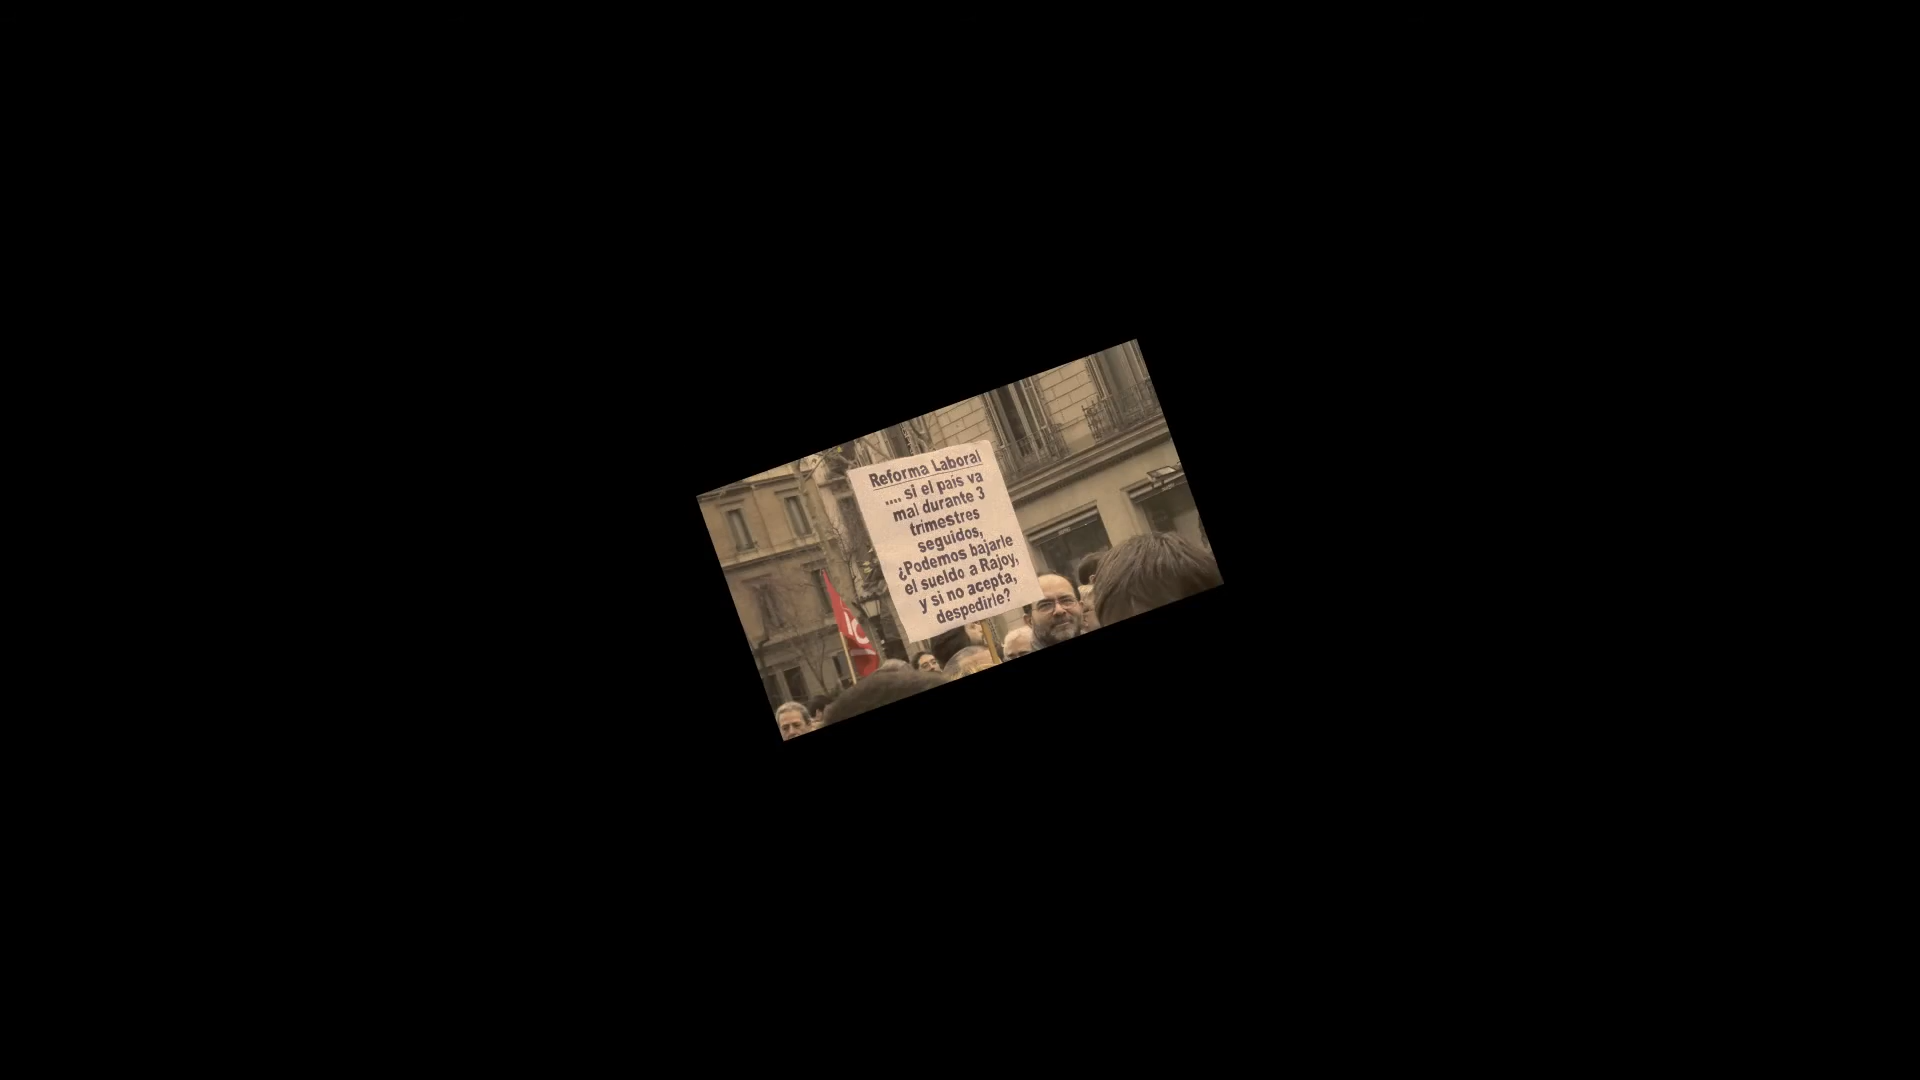 Reforma Laboral
.... si el país va
mal durante 3
trimestres
seguidos,
¿Podemos bajarle
el sueldo a Rajoy,
y si no acepta,
despedirle?